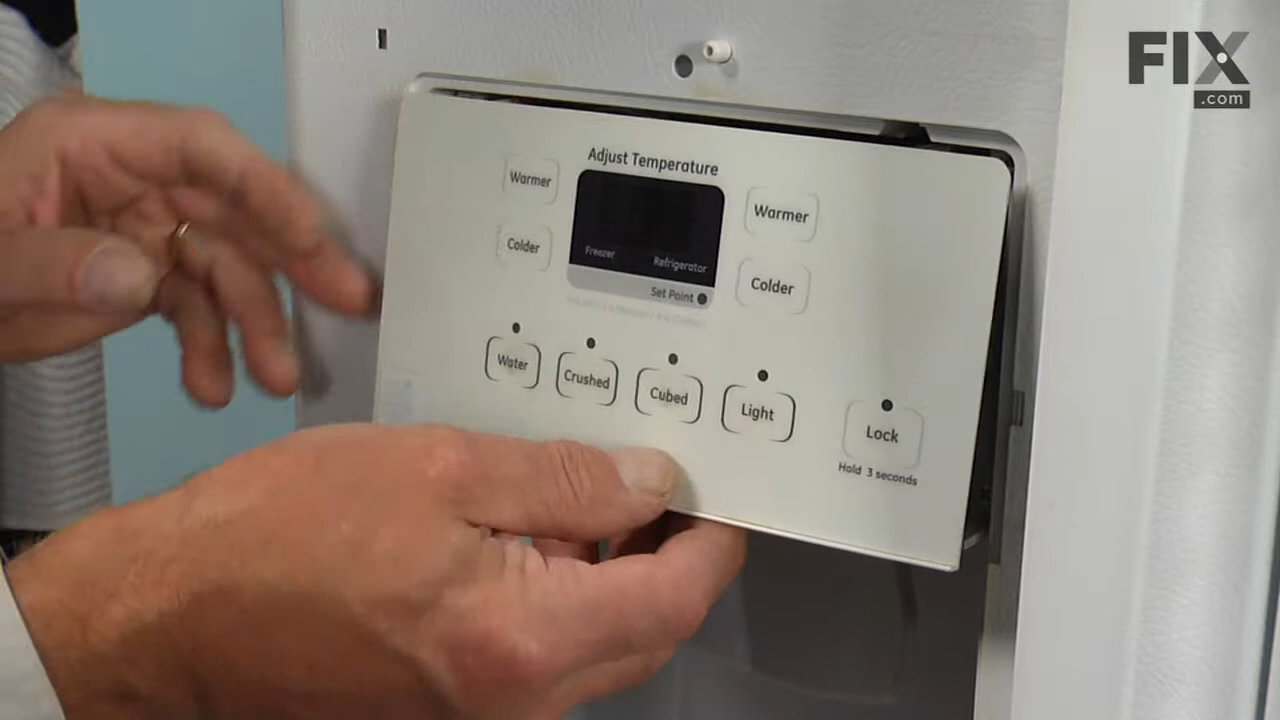 FIX
.com
Adjust Temperature
Warmer
Warmer
Colder
Colder
Freezer
Refrigerator
Set Point
Water
Crushed
Cubed
Light
Lock
Hold 3 seconds